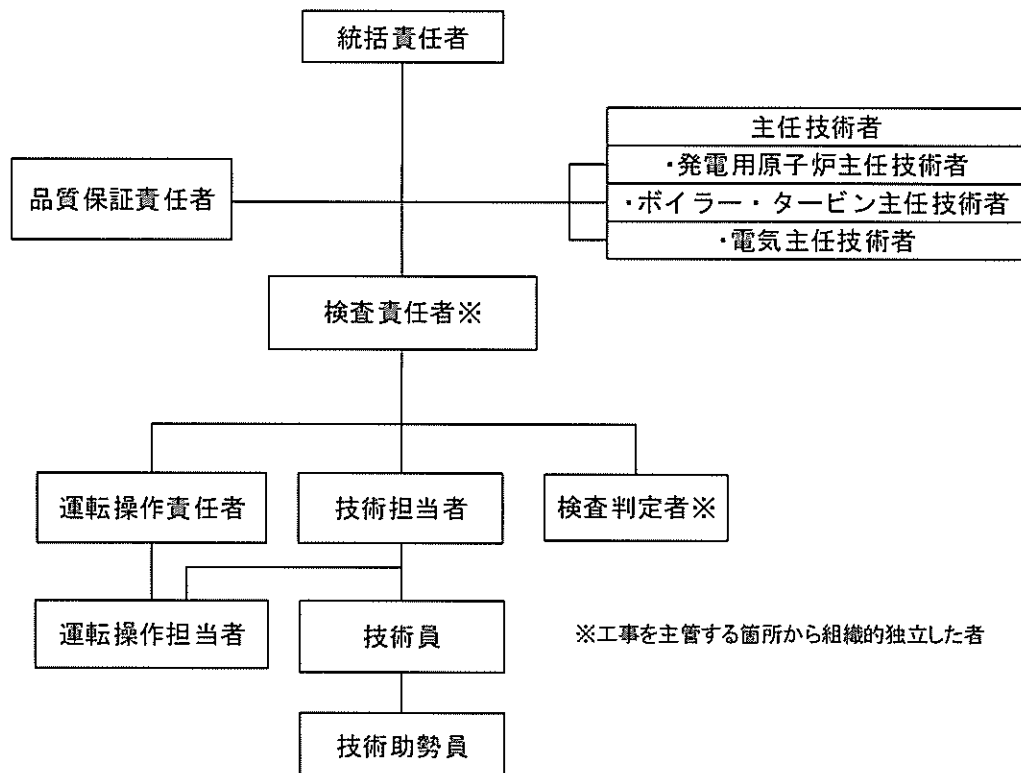 統括責任者
主任技術者
・発電用原子炉主任技術者
品質保証責任者
・ボイラー・タービン主任技術者
・電気主任技術者
検査責任者※
運転操作責任者
技術担当者
検査判定者※
運転操作担当者
技術員
※工事を主管する箇所から組織的独立した者
技術助勢員